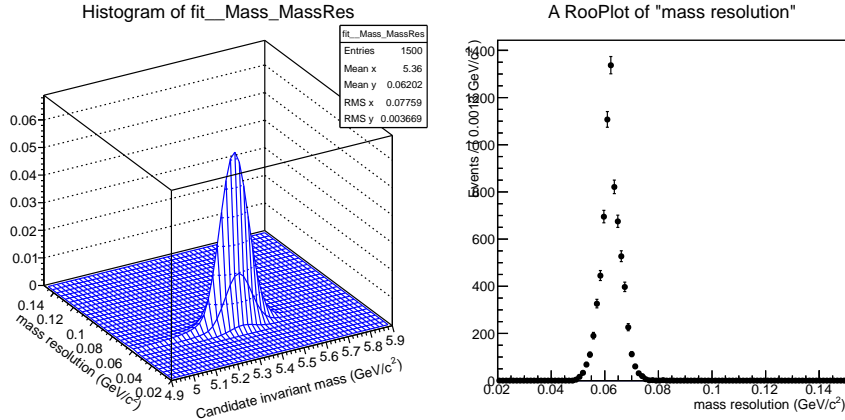 Histogram of fit__Mass_MassRes
fit__Mass_MassRes
Entries 1500
Mean x 5.36
Mean y 0.06202
RMS x 0.07759
RMS y 0.003669
0.06
0.05
0.04
0.03
0.02
0.01
0
0.14
0.12
0.1
0.08
0.06
0.04
0.02
mass resolution (GeV/c²)
4.9
5
5.1
5.2
5.3
5.4
5.5
5.6
5.7
5.8
5.9
Candidate invariant mass (GeV/c²)
A RooPlot of "mass resolution"
1400
1200
1000
800
600
400
200
0
0.02 0.04 0.06 0.08 0.1 0.12 0.14
mass resolution (GeV/c²)